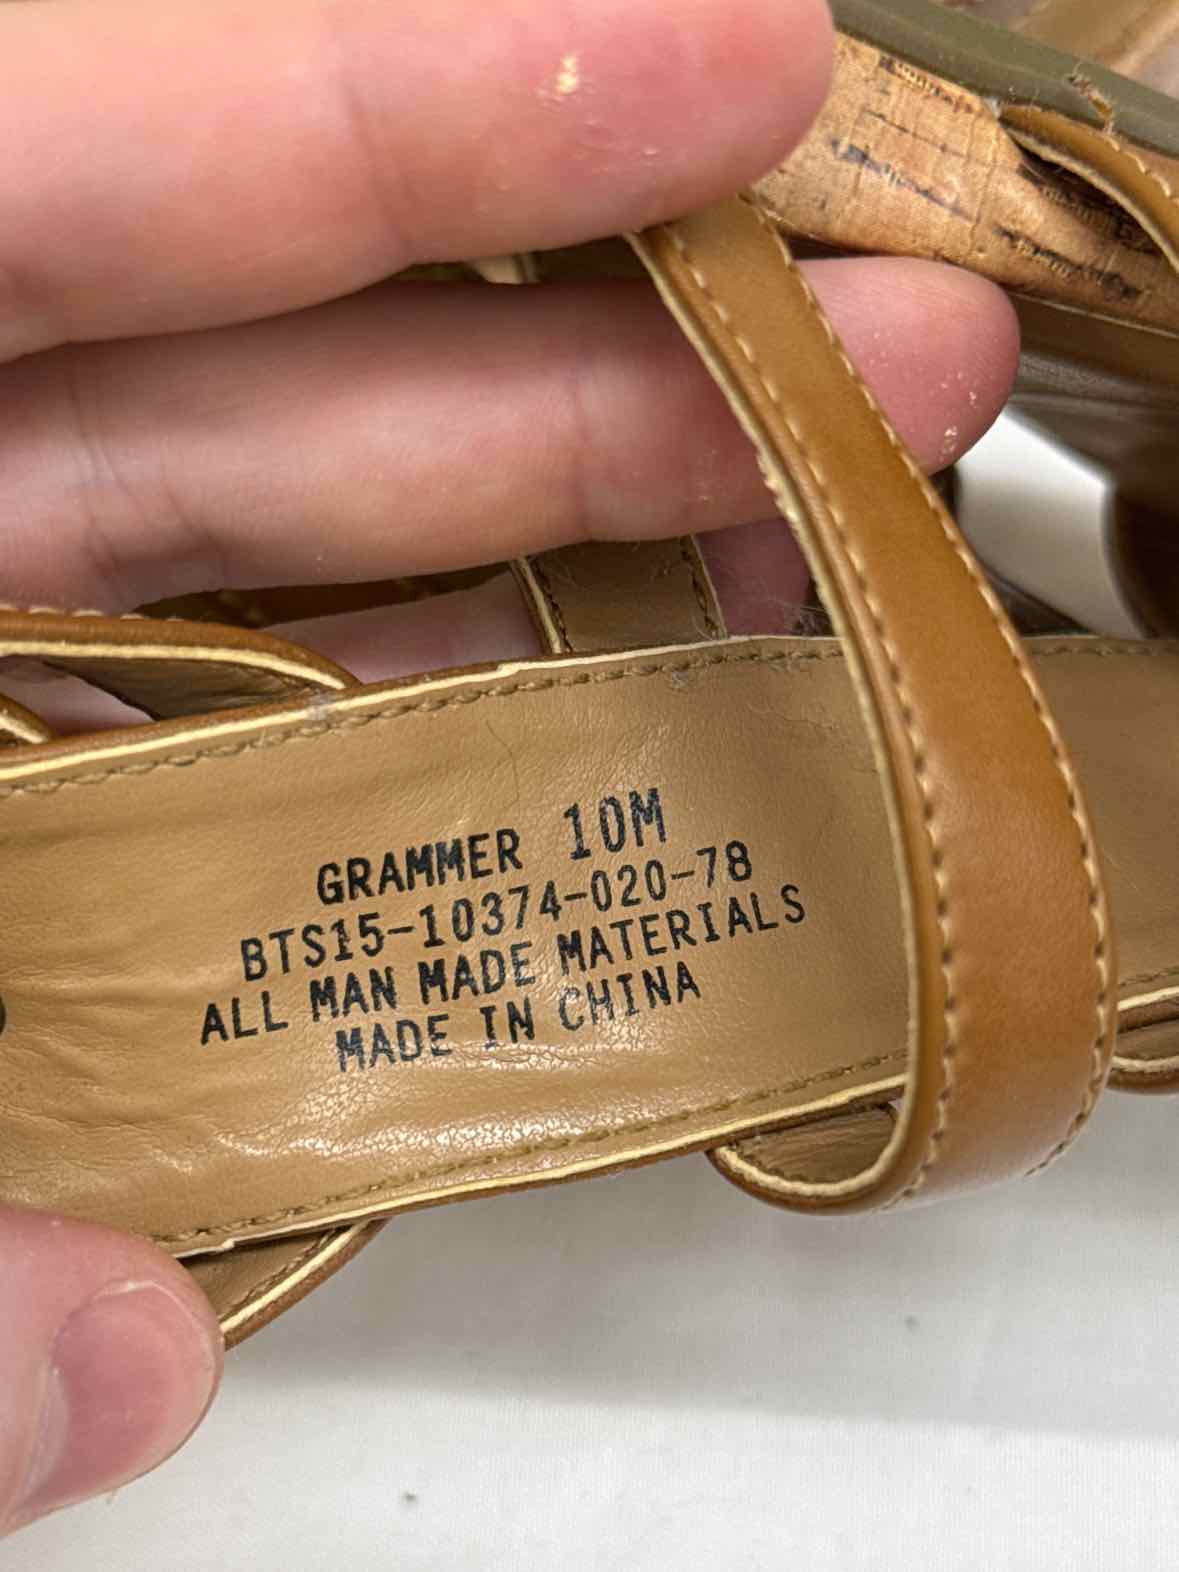 GRAMMER 10M
BTS15-10374-020-78
ALL MAN MADE MATERIALS
MADE IN CHINA